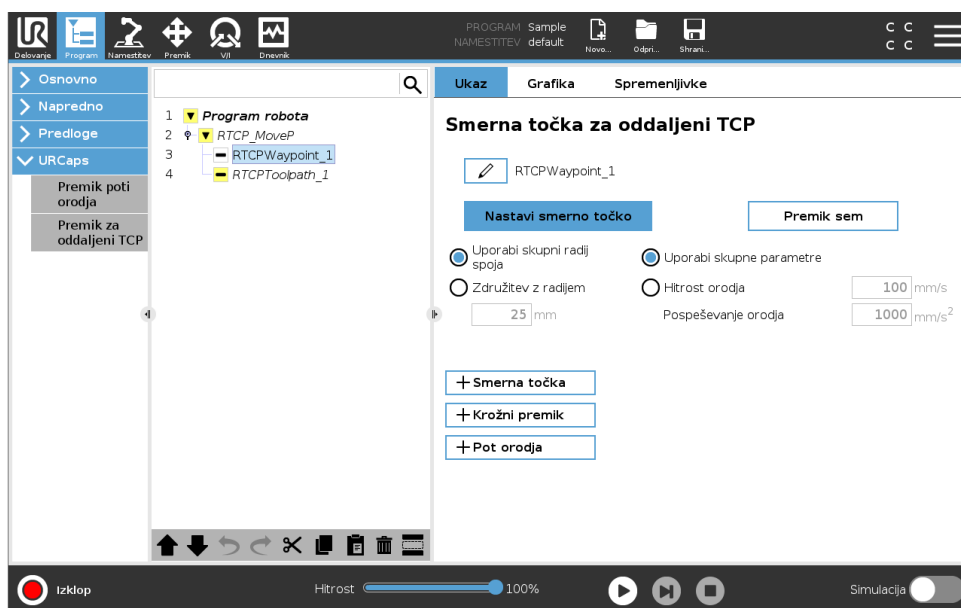 PROGRAM Sample
NAMESTITEV default
Delovanje
Program
Namestitev
Premik
V/I
Dnevnik
Novo...
Odpri...
Shrani...
C C
C C
Osnovno
Napredno
Predloge
URCaps
Premik poti
orodja
Premik za
oddaljeni TCP
1 Program robota
2 RTCP_MoveP
3 RTCPWaypoint_1
4 RTCPToolpath_1
Ukaz
Grafika
Spremenljivke
Smerna točka za oddaljeni TCP
RTCPWaypoint_1
Nastavi smerno točko
Premik sem
Uporabi skupni radij
spoja
Uporabi skupne parametre
Združitev z radijem
Hitrost orodja
100 mm/s
25 mm
Pospeševanje orodja
1000 mm/s²
+ Smerna točka
+ Krožni premik
+ Pot orodja
Izklop
Hitrost
100%
Simulacija